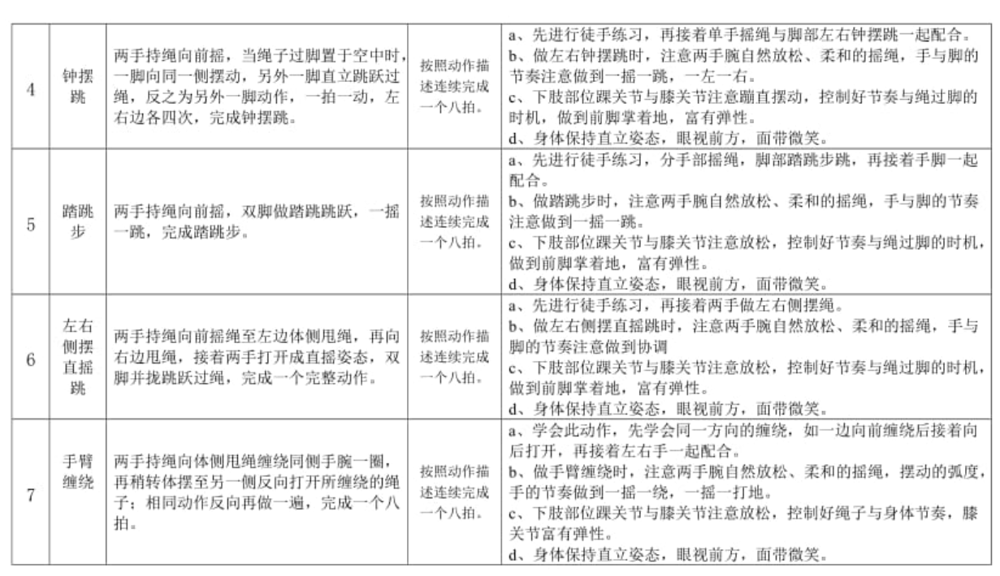 4
钟摆
跳
两手持绳向前摇，当绳子过脚置于空中时，
一脚向同一侧摆动，另外一脚直立跳跃过
绳，反之为另外一脚动作，一拍一动，左
右边各四次，完成钟摆跳。
按照动作描
述连续完成
一个八拍。
a、先进行徒手练习，再接着单手摇绳与脚部左右钟摆跳一起配合。
b、做左右钟摆跳时，注意两手腕自然放松、柔和的摇绳，手与脚的
节奏注意做到一摇一跳，一左一右。
c、下肢部位踝关节与膝关节注意蹦直摆动，控制好节奏与绳过脚的
时机，做到前脚掌着地，富有弹性。
d、身体保持直立姿态，眼视前方，面带微笑。
5
踏跳
步
两手持绳向前摇，双脚做踏跳跳跃，一摇
一跳，完成踏跳步。
按照动作描
述连续完成
一个八拍。
a、先进行徒手练习，分手部摇绳，脚部踏跳步跳，再接着手脚一起
配合。
b、做踏跳步时，注意两手腕自然放松、柔和的摇绳，手与脚的节奏
注意做到一摇一跳。
c、下肢部位踝关节与膝关节注意放松，控制好节奏与绳过脚的时机，
做到前脚掌着地，富有弹性。
d、身体保持直立姿态，眼视前方，面带微笑。
6
左右
侧摆
直摇
跳
两手持绳向前摇绳至左边体侧甩绳，再向
右边甩绳，接着两手打开成直摇姿态，双
脚并拢跳跃过绳，完成一个完整动作。
按照动作描
述连续完成
一个八拍。
a、先进行徒手练习，再接着两手做左右侧摆绳。
b、做左右侧摆直摇跳时，注意两手腕自然放松、柔和的摇绳，手与
脚的节奏注意做到协调
c、下肢部位踝关节与膝关节注意放松，控制好节奏与绳过脚的时机，
做到前脚掌着地，富有弹性。
d、身体保持直立姿态，眼视前方，面带微笑。
7
手臂
缠绕
两手持绳向体侧甩绳缠绕同侧手腕一圈，
再稍转体摆至另一侧反向打开所缠绕的绳
子；相同动作反向再做一遍，完成一个八
拍。
按照动作描
述连续完成
一个八拍。
a、学会此动作，先学会同一方向的缠绕，如一边向前缠绕后接着向
后打开，再接着左右手一起配合。
b、做手臂缠绕时，注意两手腕自然放松、柔和的摇绳，摆动的弧度，
手的节奏做到一摇一绕，一摇一打地。
c、下肢部位踝关节与膝关节注意放松，控制好绳子与身体节奏，膝
关节富有弹性。
d、身体保持直立姿态，眼视前方，面带微笑。